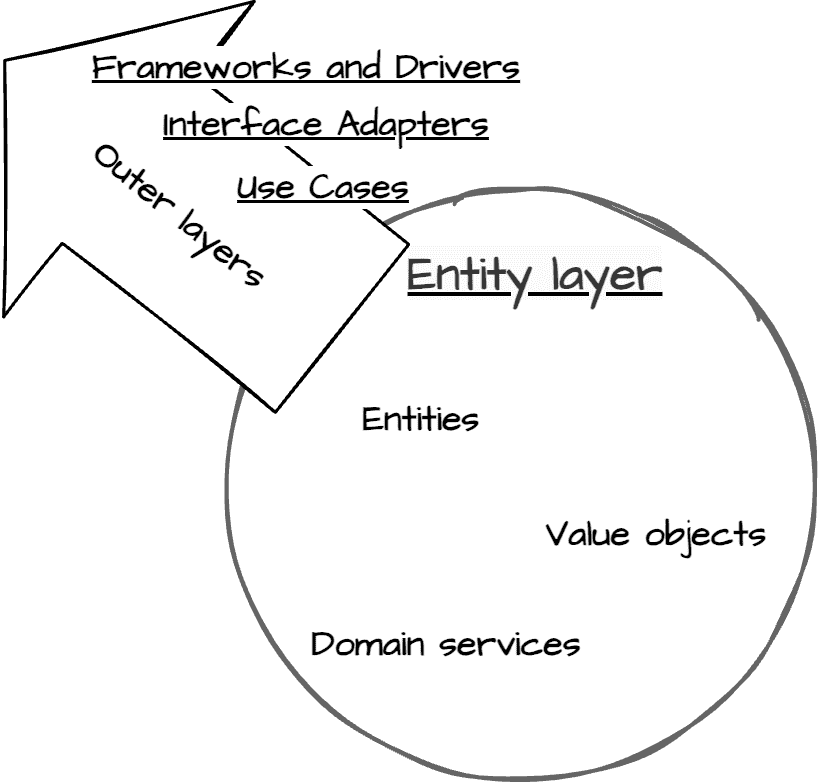 Frameworks and Drivers
Interface Adapters
Use Cases
Outer layers
Entity layer
Entities
Value objects
Domain services